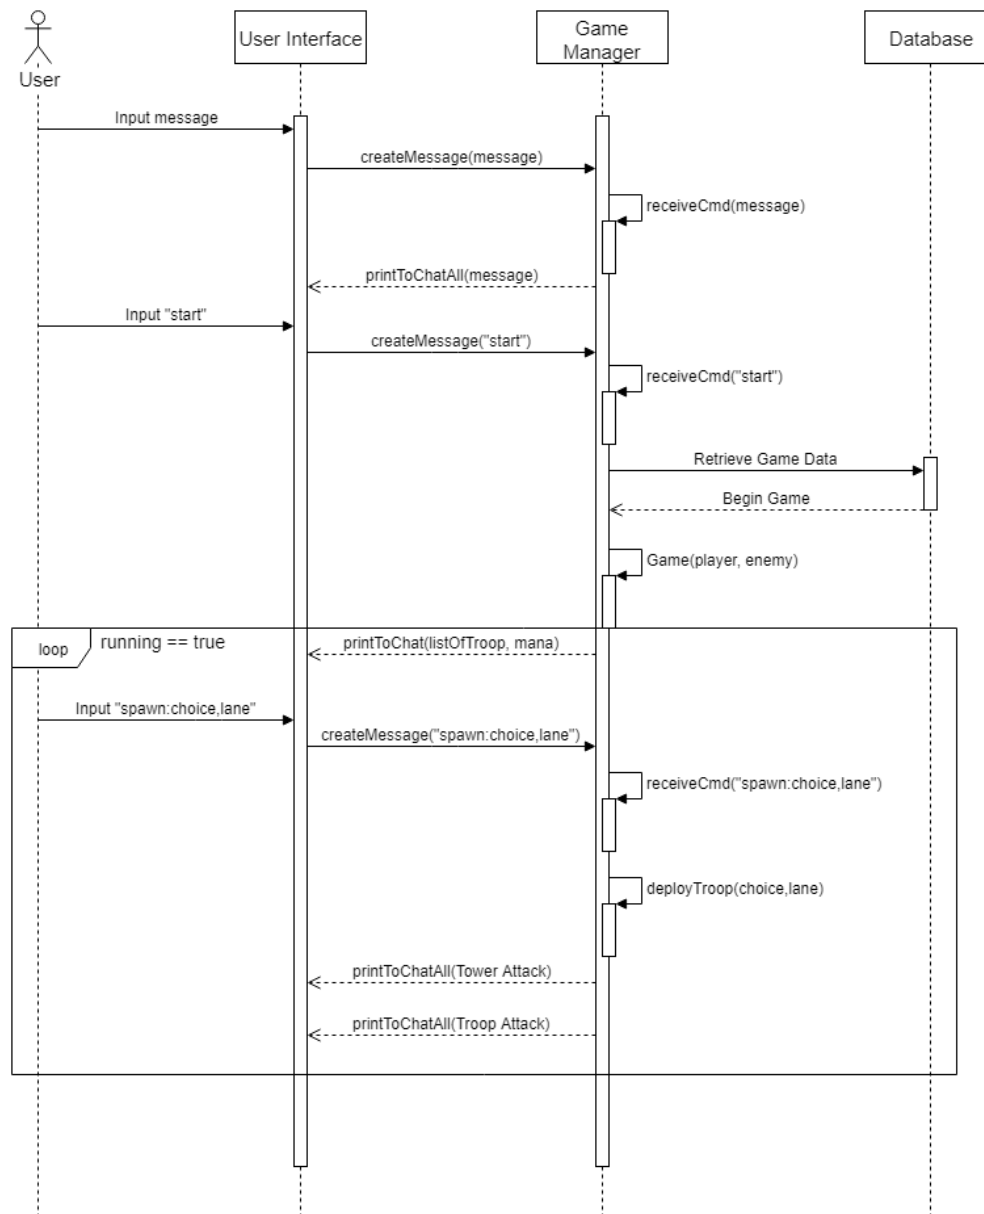 User
User Interface
Game
Manager
Database
Input message
createMessage(message)
receiveCmd(message)
printToChatAll(message)
Input "start"
createMessage("start")
receiveCmd("start")
Retrieve Game Data
Begin Game
Game(player, enemy)
loop
running == true
printToChat(listOfTroop, mana)
Input "spawn:choice,lane"
createMessage("spawn:choice,lane")
receiveCmd("spawn:choice,lane")
deployTroop(choice,lane)
printToChatAll(Tower Attack)
printToChatAll(Troop Attack)